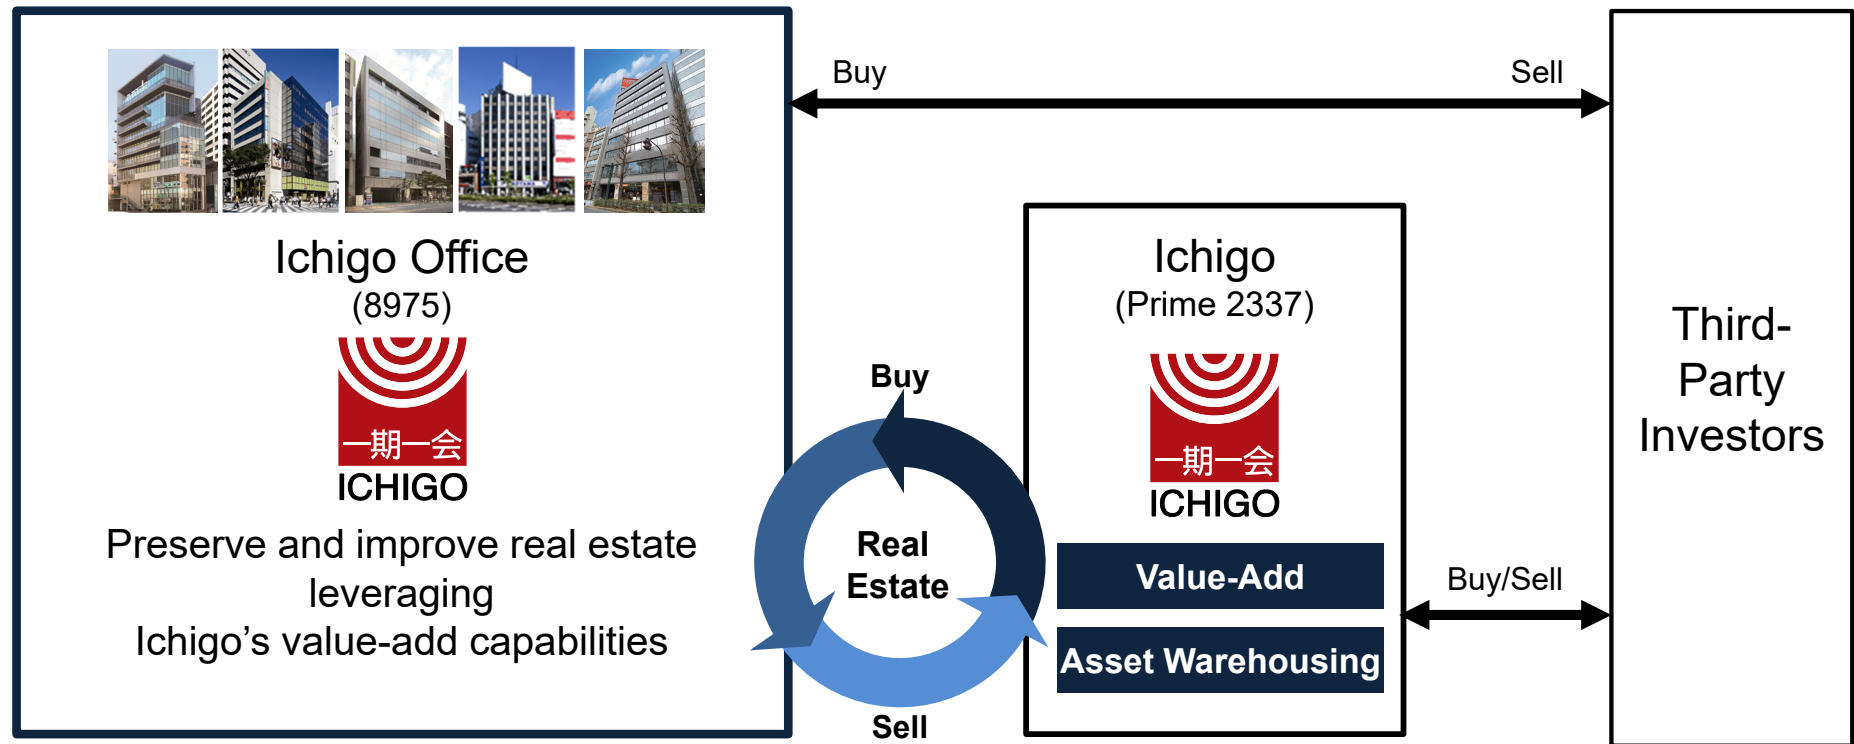 Ichigo Office
(8975)
一期一会
ICHIGO
Preserve and improve real estate
leveraging
Ichigo’s value-add capabilities
Buy
Real
Estate
Sell
Buy
Sell
Ichigo
(Prime 2337)
一期一会
ICHIGO
Value-Add
Asset Warehousing
Buy/Sell
Third-
Party
Investors